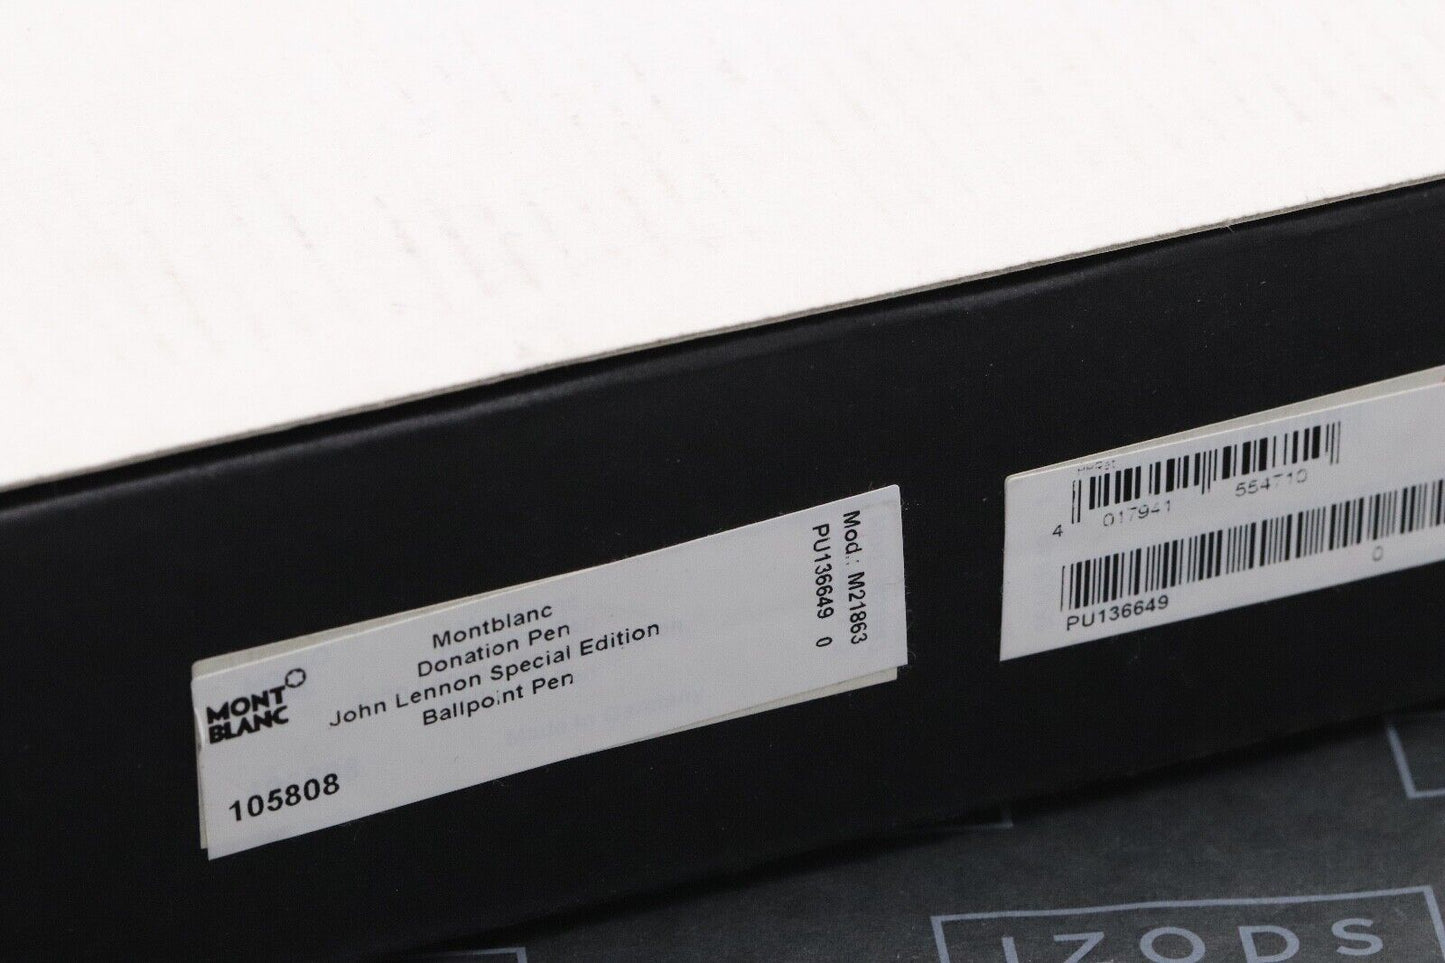 MONT
BLANC
Montblanc
Donation Pen
John Lennon Special Edition
Ballpoint Pen
105808
Mod.: M21863
PU136649 0
4 017941 554710
0
PU136649
IZODS